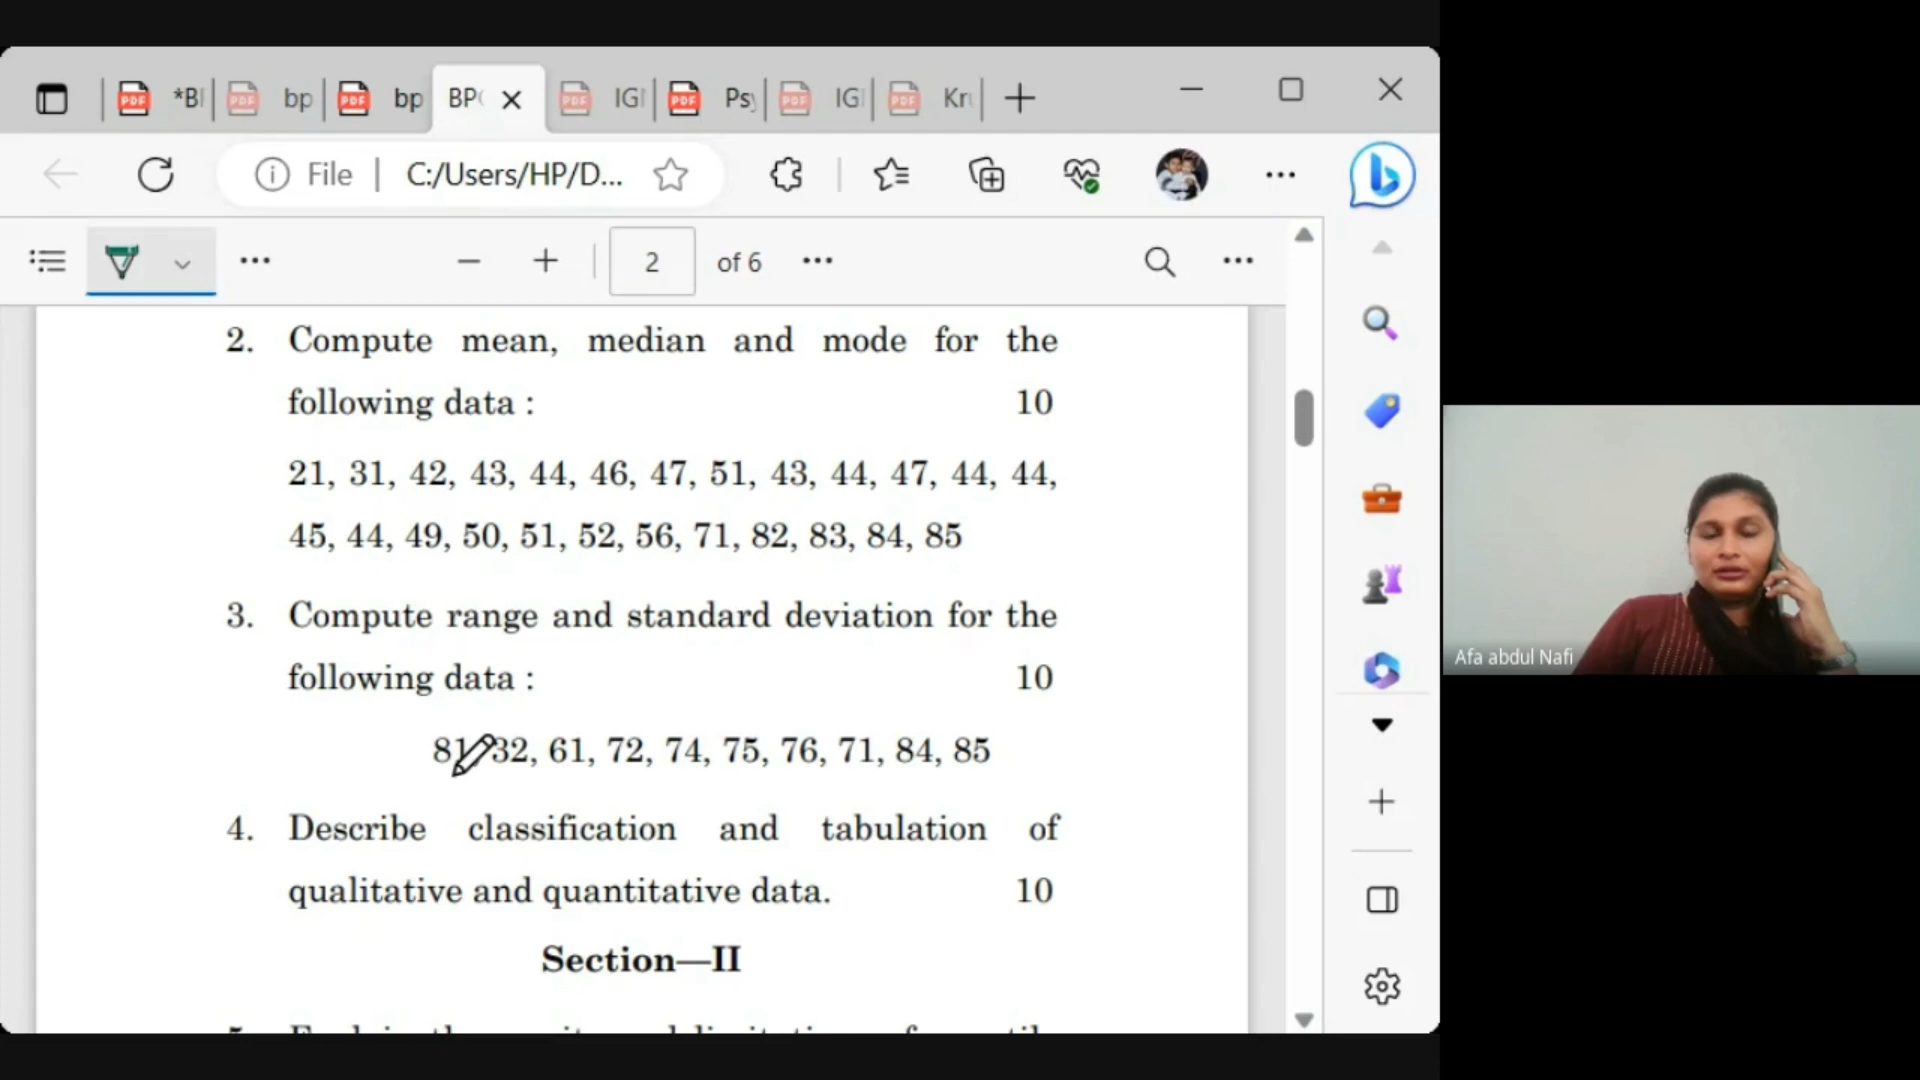 *B
bp
bp
BP
IG
Psy
IG
Kr
File
C:/Users/HP/D...
2 of 6
2. Compute mean, median and mode for the
following data : 10
21, 31, 42, 43, 44, 46, 47, 51, 43, 44, 47, 44, 44,
45, 44, 49, 50, 51, 52, 56, 71, 82, 83, 84, 85
3. Compute range and standard deviation for the
following data : 10
81, 32, 61, 72, 74, 75, 76, 71, 84, 85
4. Describe classification and tabulation of
qualitative and quantitative data. 10
Section—II
Afa abdul Nafi